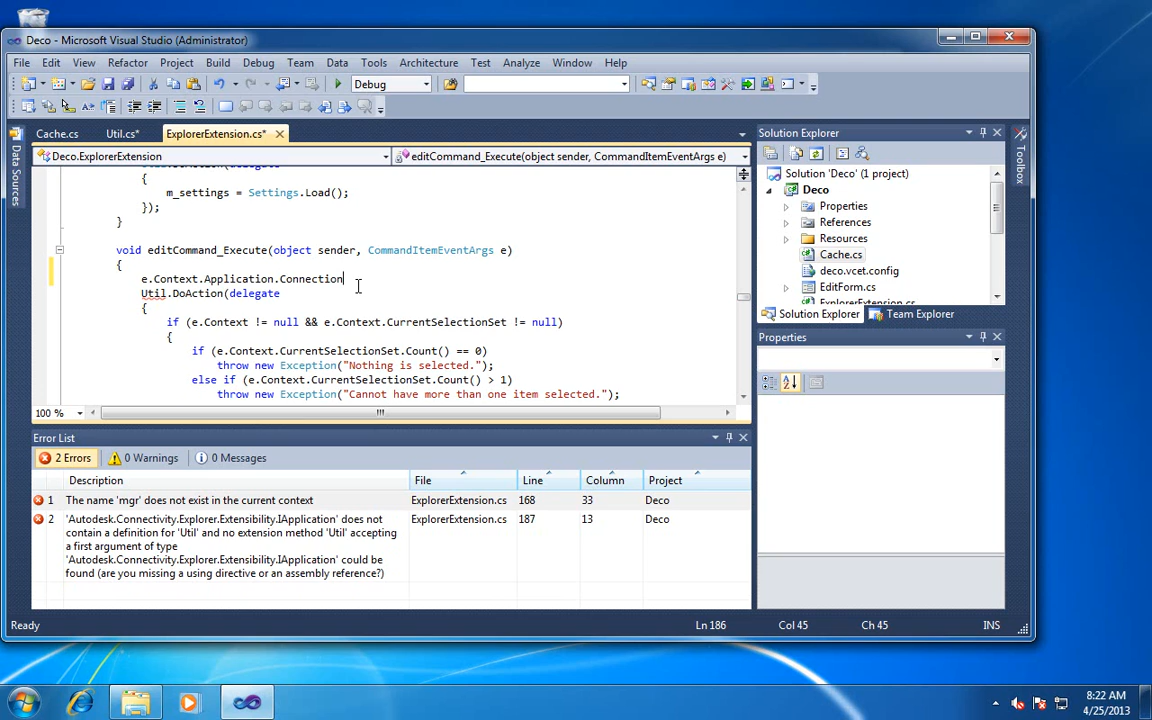 Deco - Microsoft Visual Studio (Administrator)
File Edit View Refactor Project Build Debug Team Data Tools Architecture Test Analyze Window Help
Debug
Cache.cs Util.cs* ExplorerExtension.cs*
Deco.ExplorerExtension editCommand_Execute(object sender, CommandItemEventArgs e)
{
m_settings = Settings.Load();
});
}
void editCommand_Execute(object sender, CommandItemEventArgs e)
{
e.Context.Application.Connection
Util.DoAction(delegate
{
if (e.Context != null && e.Context.CurrentSelectionSet != null)
{
if (e.Context.CurrentSelectionSet.Count() == 0)
throw new Exception("Nothing is selected.");
else if (e.Context.CurrentSelectionSet.Count() > 1)
throw new Exception("Cannot have more than one item selected.");
100 %
Data Sources
Toolbox
Solution Explorer
Solution 'Deco' (1 project)
Deco
Properties
References
Resources
Cache.cs
deco.vcet.config
EditForm.cs
ExplorerExtension.cs
Solution Explorer Team Explorer
Properties
Error List
2 Errors 0 Warnings 0 Messages
Description File Line Column Project
1 The name 'mgr' does not exist in the current context ExplorerExtension.cs 168 33 Deco
2 'Autodesk.Connectivity.Explorer.Extensibility.IApplication' does not ExplorerExtension.cs 187 13 Deco
contain a definition for 'Util' and no extension method 'Util' accepting
a first argument of type
'Autodesk.Connectivity.Explorer.Extensibility.IApplication' could be
found (are you missing a using directive or an assembly reference?)
Ready Ln 186 Col 45 Ch 45 INS
8:22 AM
4/25/2013